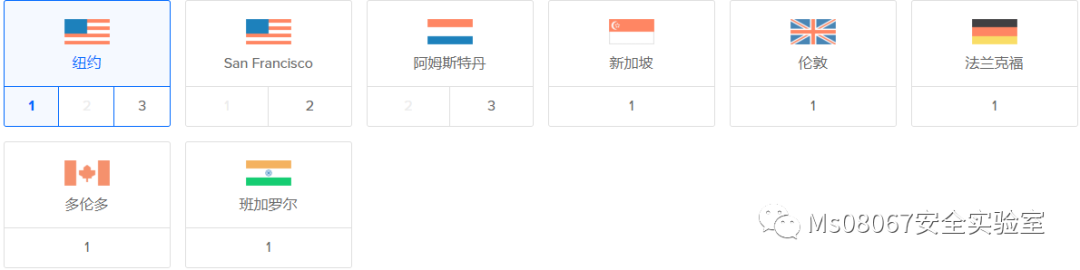 纽约 San Francisco 阿姆斯特丹 新加坡 伦敦 法兰克福
1 2 3 1 2 2 3 1 1 1
多伦多 班加罗尔
1 1
Ms08067安全实验室